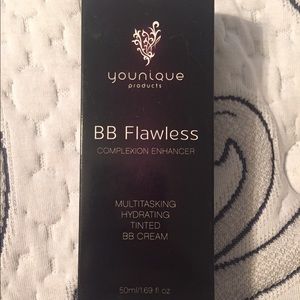 younique
products
BB Flawless
COMPLEXION ENHANCER
MULTITASKING
HYDRATING
TINTED
BB CREAM
50ml/1.69 fl oz